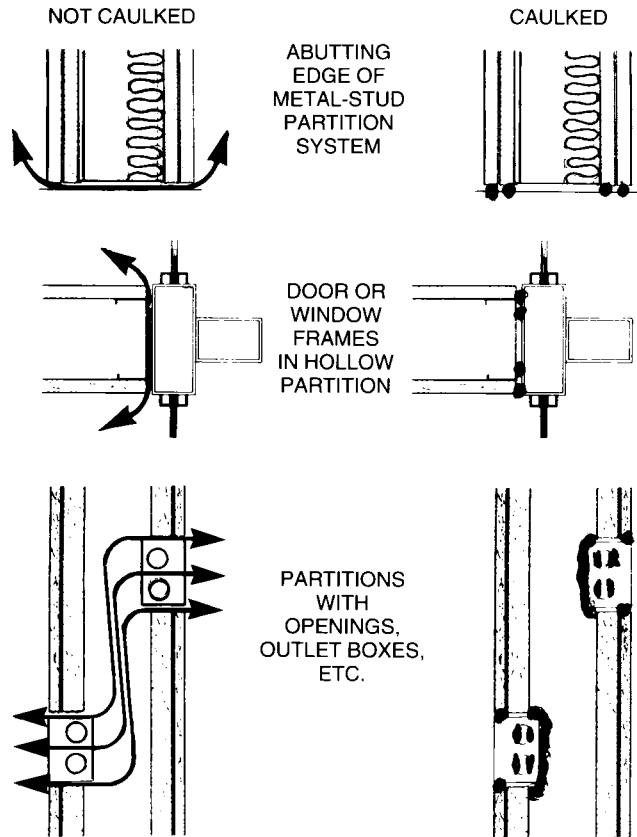 NOT CAULKED
CAULKED
ABUTTING
EDGE OF
METAL-STUD
PARTITION
SYSTEM
DOOR OR
WINDOW
FRAMES
IN HOLLOW
PARTITION
PARTITIONS
WITH
OPENINGS,
OUTLET BOXES,
ETC.